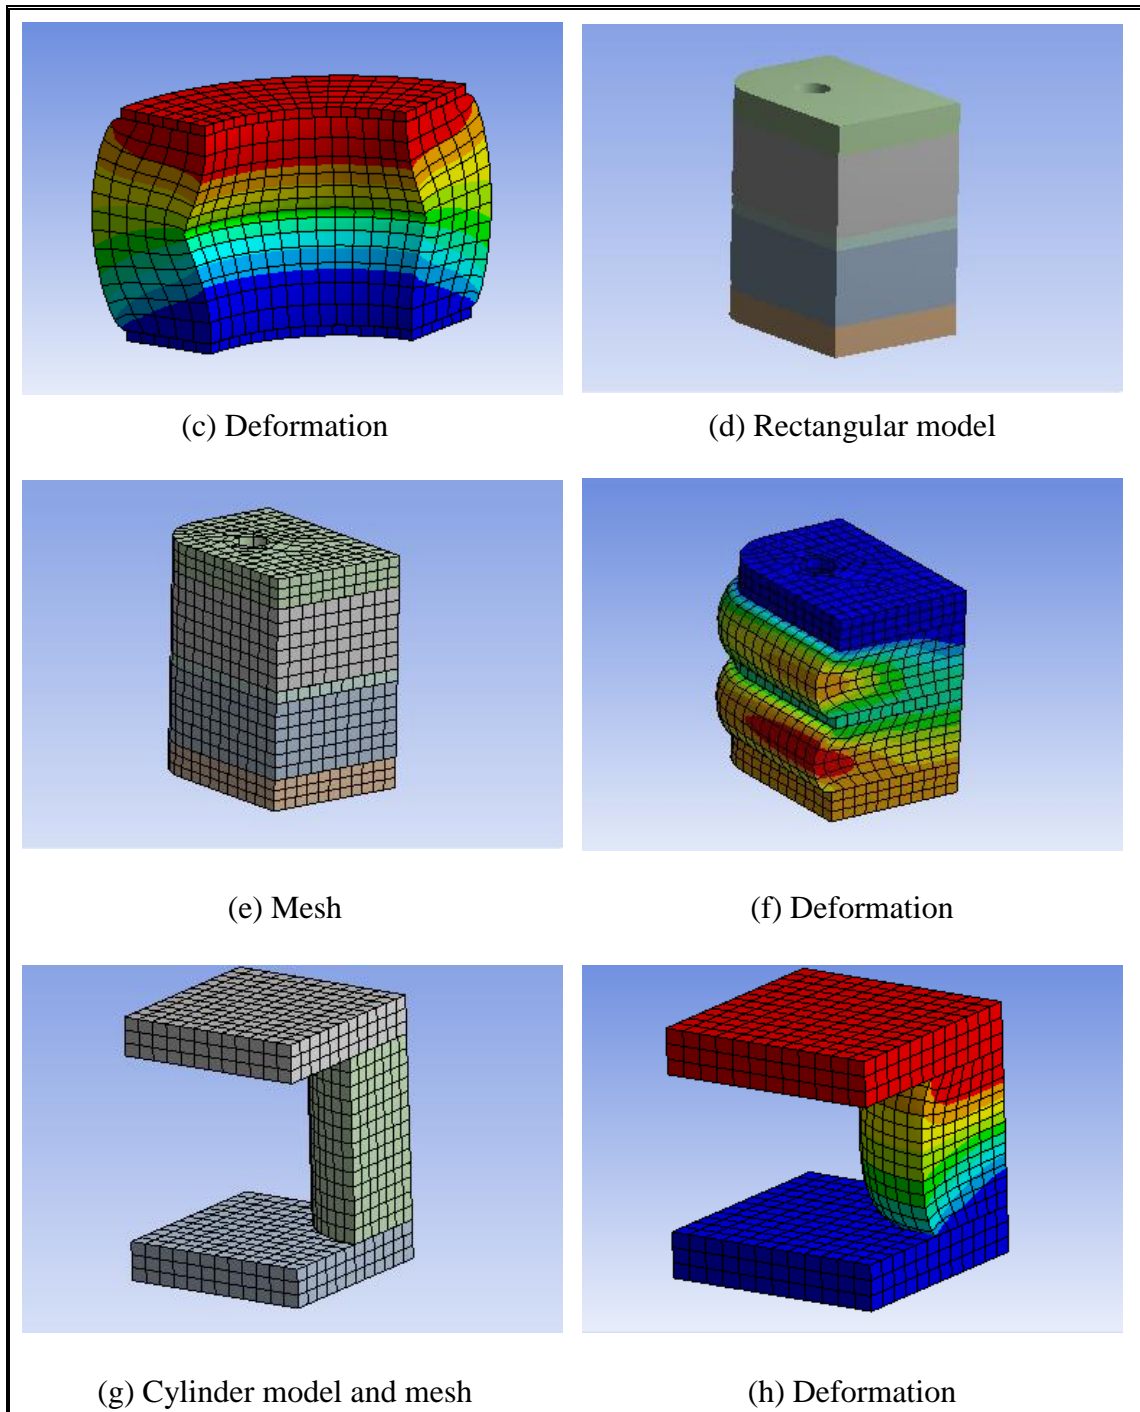 (c) Deformation
(d) Rectangular model
(e) Mesh
(f) Deformation
(g) Cylinder model and mesh
(h) Deformation